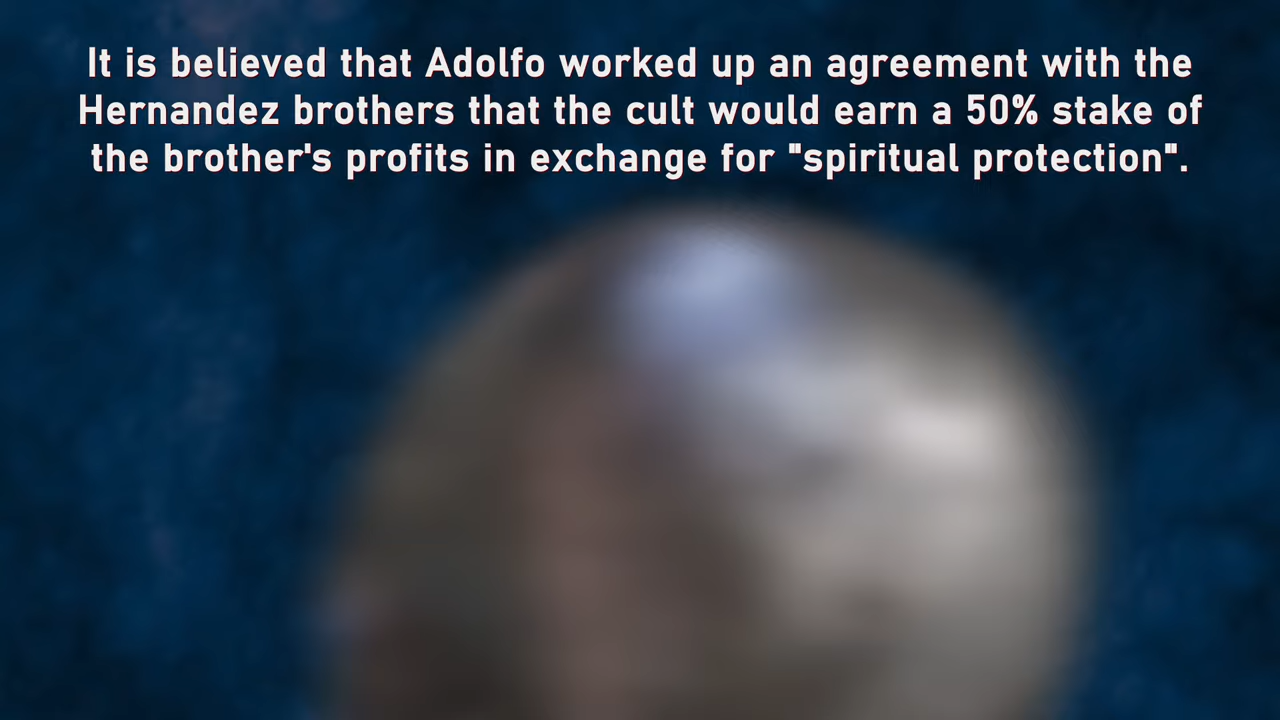 It is believed that Adolfo worked up an agreement with the
Hernandez brothers that the cult would earn a 50% stake of
the brother's profits in exchange for "spiritual protection".